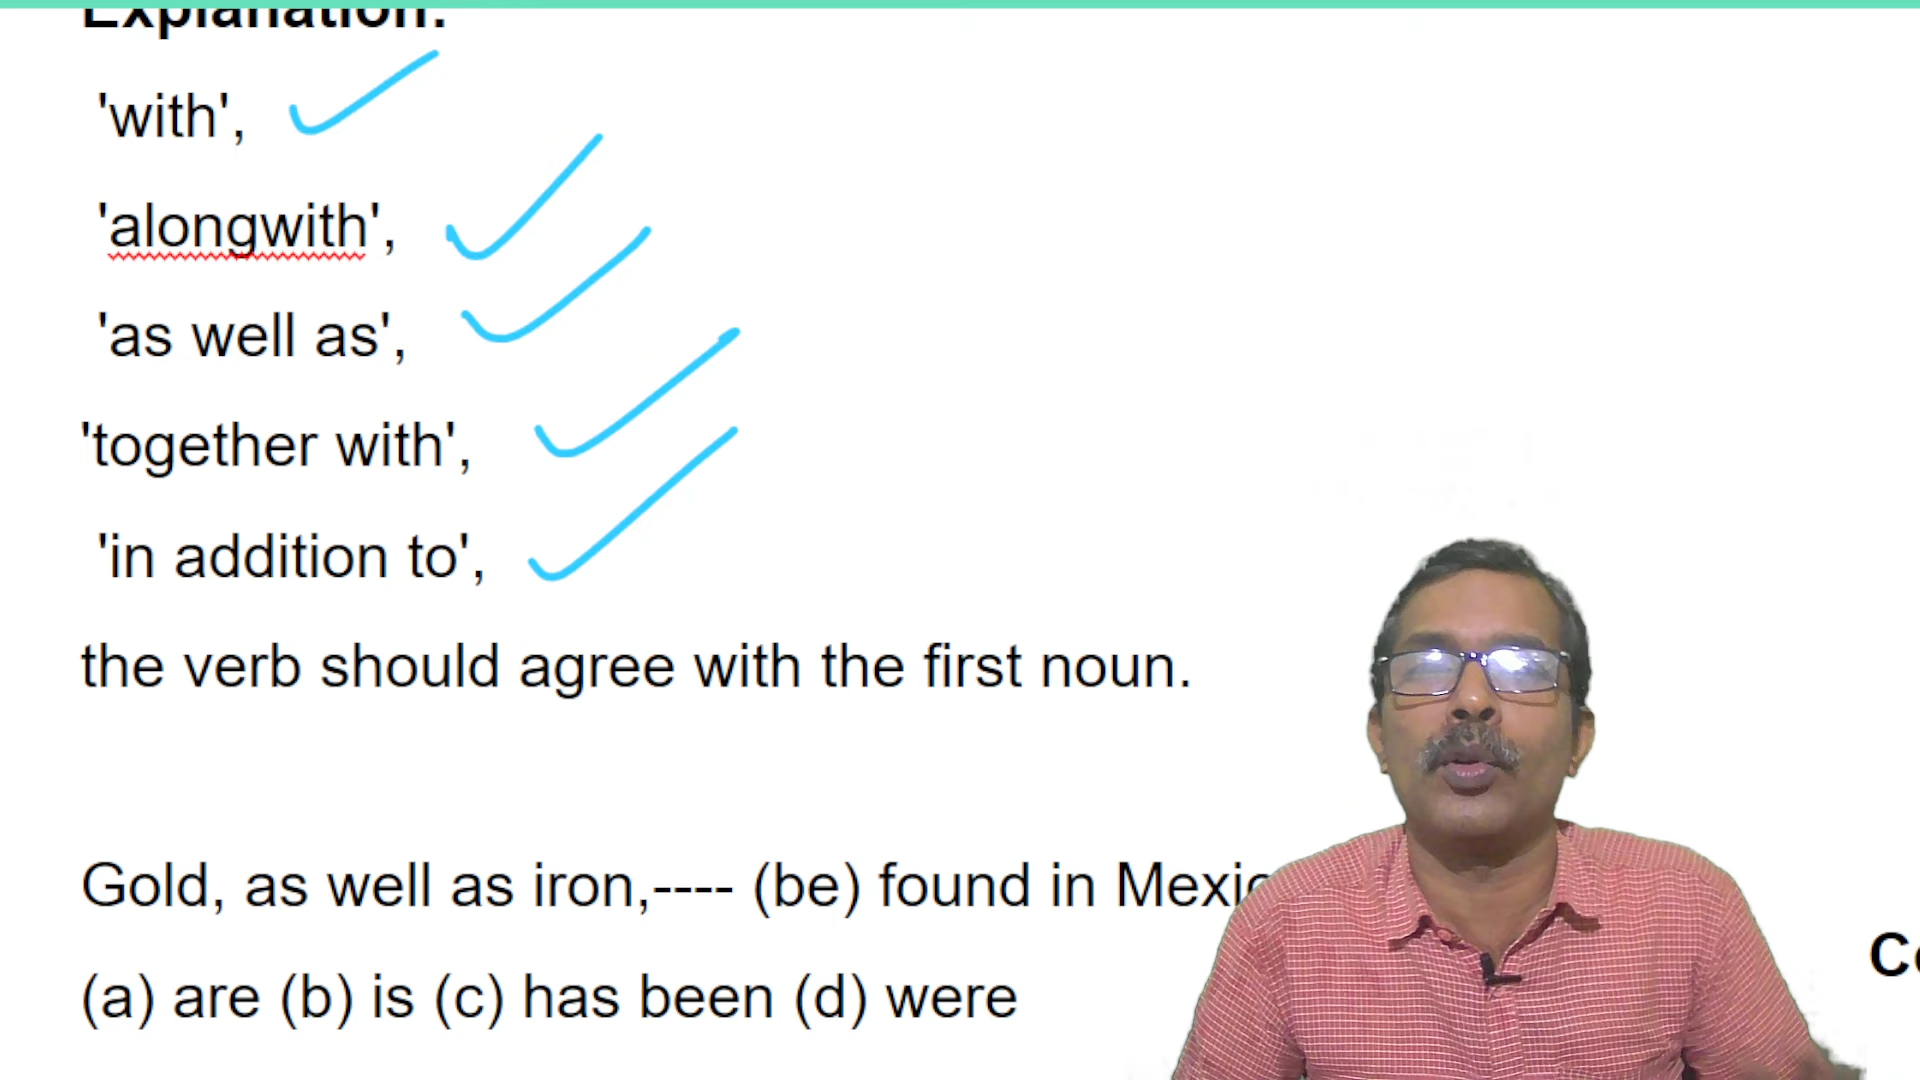 Explanation:
'with',
'alongwith',
'as well as',
'together with',
'in addition to',
the verb should agree with the first noun.
Gold, as well as iron,---- (be) found in
(a) are (b) is (c) has been (d) were